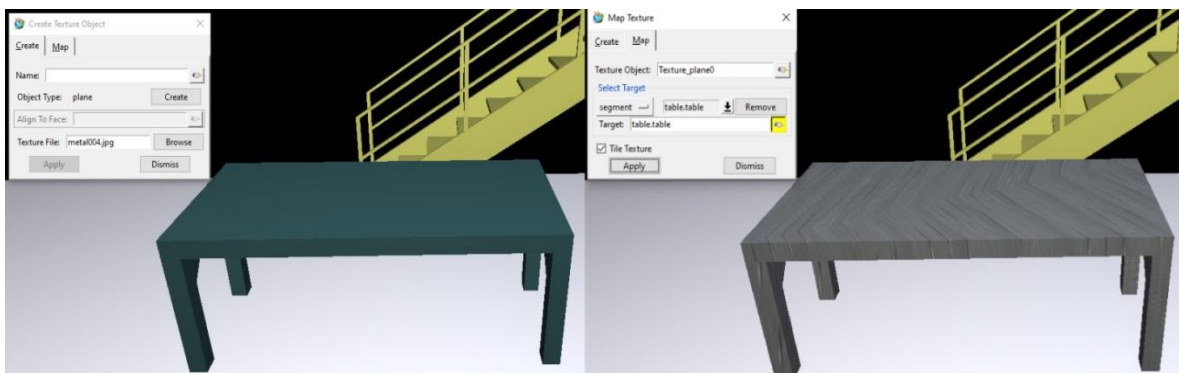 Create Texture Object
Create Map
Name:
Object Type: plane Create
Align To Face:
Texture File: metal004.jpg Browse
Apply Dismiss
Map Texture
Create Map
Texture Object: Texture_plane0
Select Target
segment table.table Remove
Target: table.table
Tile Texture
Apply Dismiss